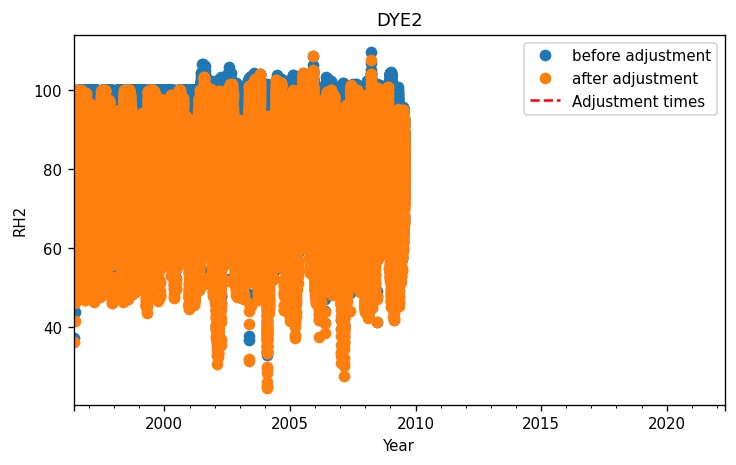 DYE2
before adjustment
after adjustment
Adjustment times
RH2
100
80
60
40
2000
2005
2010
2015
2020
Year